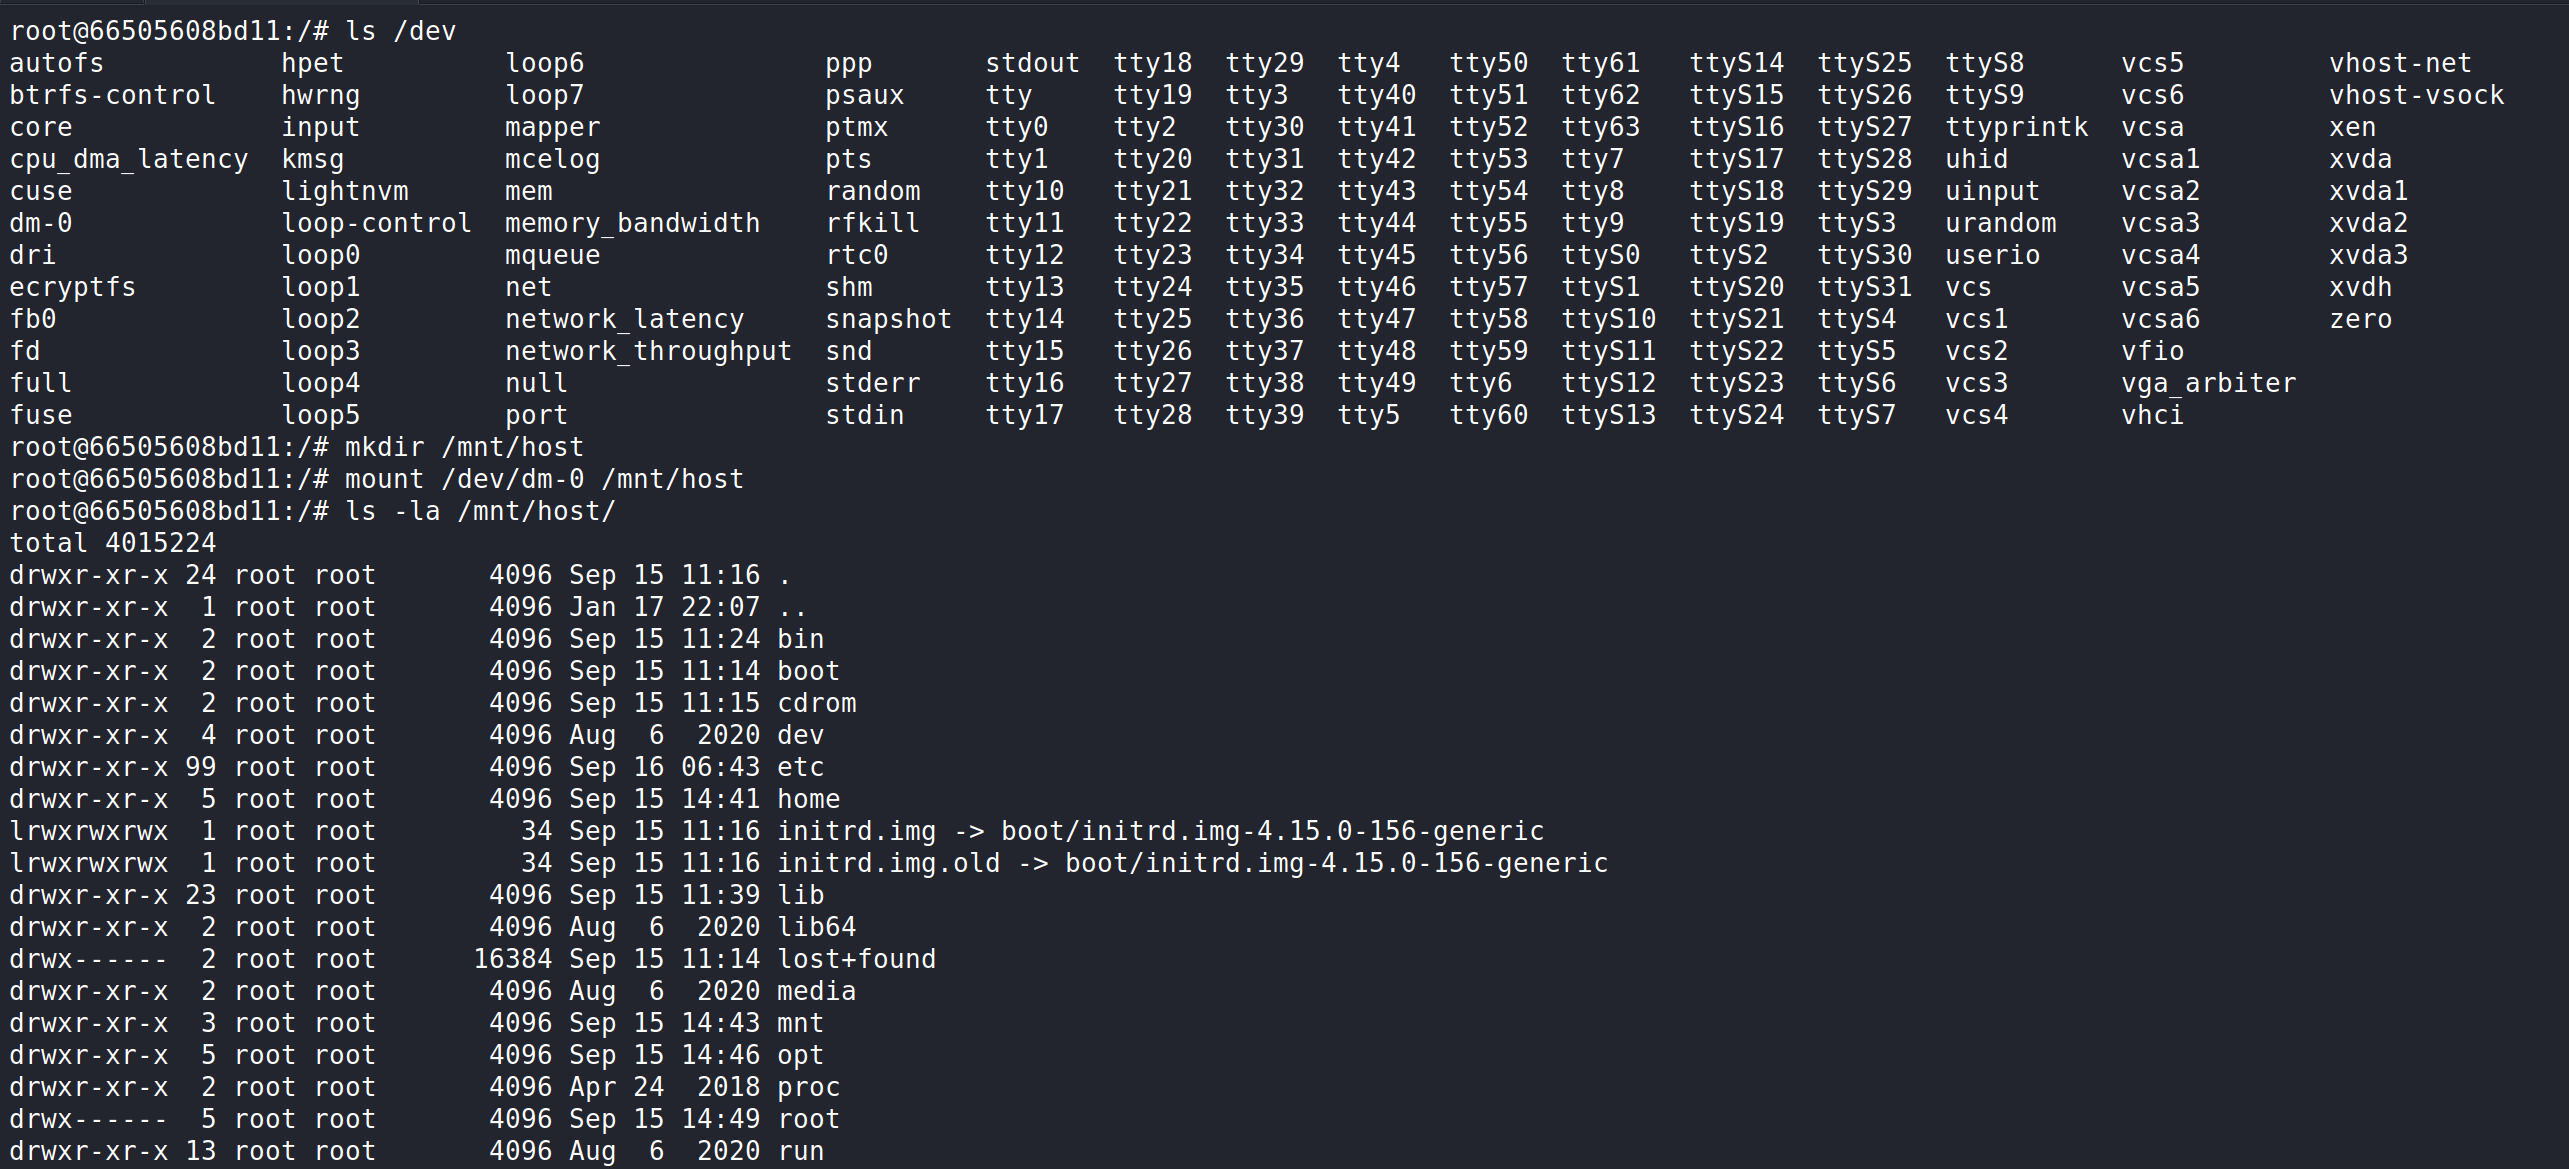 root@66505608bd11:/# ls /dev
autofs           hpet          loop6               ppp       stdout  tty18  tty29  tty4   tty50  tty61   ttyS14  ttyS25  ttyS8      vcs5         vhost-net
btrfs-control    hwrng         loop7               psaux     tty     tty19  tty3   tty40  tty51  tty62   ttyS15  ttyS26  ttyS9      vcs6         vhost-vsock
core             input         mapper              ptmx      tty0    tty2   tty30  tty41  tty52  tty63   ttyS16  ttyS27  ttyprintk  vcsa         xen
cpu_dma_latency  kmsg          mcelog              pts       tty1    tty20  tty31  tty42  tty53  tty7    ttyS17  ttyS28  uhid       vcsa1        xvda
cuse             lightnvm      mem                 random    tty10   tty21  tty32  tty43  tty54  tty8    ttyS18  ttyS29  uinput     vcsa2        xvda1
dm-0             loop-control  memory_bandwidth    rfkill    tty11   tty22  tty33  tty44  tty55  tty9    ttyS19  ttyS3   urandom    vcsa3        xvda2
dri              loop0         mqueue              rtc0      tty12   tty23  tty34  tty45  tty56  ttyS0   ttyS2   ttyS30  userio     vcsa4        xvda3
ecryptfs         loop1         net                 shm       tty13   tty24  tty35  tty46  tty57  ttyS1   ttyS20  ttyS31  vcs        vcsa5        xvdh
fb0              loop2         network_latency     snapshot  tty14   tty25  tty36  tty47  tty58  ttyS10  ttyS21  ttyS4   vcs1       vcsa6        zero
fd               loop3         network_throughput  snd       tty15   tty26  tty37  tty48  tty59  ttyS11  ttyS22  ttyS5   vcs2       vfio
full             loop4         null                stderr    tty16   tty27  tty38  tty49  tty6   ttyS12  ttyS23  ttyS6   vcs3       vga_arbiter
fuse             loop5         port                stdin     tty17   tty28  tty39  tty5   tty60  ttyS13  ttyS24  ttyS7   vcs4       vhci
root@66505608bd11:/# mkdir /mnt/host
root@66505608bd11:/# mount /dev/dm-0 /mnt/host
root@66505608bd11:/# ls -la /mnt/host/
total 4015224
drwxr-xr-x 24 root root       4096 Sep 15 11:16 .
drwxr-xr-x  1 root root       4096 Jan 17 22:07 ..
drwxr-xr-x  2 root root       4096 Sep 15 11:24 bin
drwxr-xr-x  2 root root       4096 Sep 15 11:14 boot
drwxr-xr-x  2 root root       4096 Sep 15 11:15 cdrom
drwxr-xr-x  4 root root       4096 Aug  6  2020 dev
drwxr-xr-x 99 root root       4096 Sep 16 06:43 etc
drwxr-xr-x  5 root root       4096 Sep 15 14:41 home
lrwxrwxrwx  1 root root         34 Sep 15 11:16 initrd.img -> boot/initrd.img-4.15.0-156-generic
lrwxrwxrwx  1 root root         34 Sep 15 11:16 initrd.img.old -> boot/initrd.img-4.15.0-156-generic
drwxr-xr-x 23 root root       4096 Sep 15 11:39 lib
drwxr-xr-x  2 root root       4096 Aug  6  2020 lib64
drwx------  2 root root      16384 Sep 15 11:14 lost+found
drwxr-xr-x  2 root root       4096 Aug  6  2020 media
drwxr-xr-x  3 root root       4096 Sep 15 14:43 mnt
drwxr-xr-x  5 root root       4096 Sep 15 14:46 opt
drwxr-xr-x  2 root root       4096 Apr 24  2018 proc
drwx------  5 root root       4096 Sep 15 14:49 root
drwxr-xr-x 13 root root       4096 Aug  6  2020 run